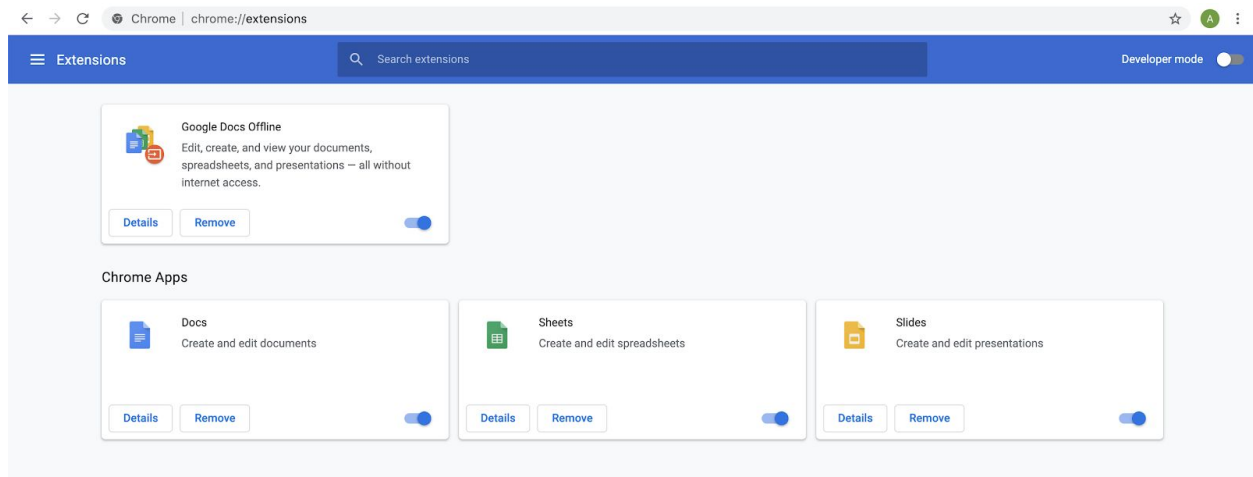 Chrome | chrome://extensions
A
Extensions
Search extensions
Developer mode
Google Docs Offline
Edit, create, and view your documents,
spreadsheets, and presentations — all without
internet access.
Details Remove
Chrome Apps
Docs
Create and edit documents
Details Remove
Sheets
Create and edit spreadsheets
Details Remove
Slides
Create and edit presentations
Details Remove